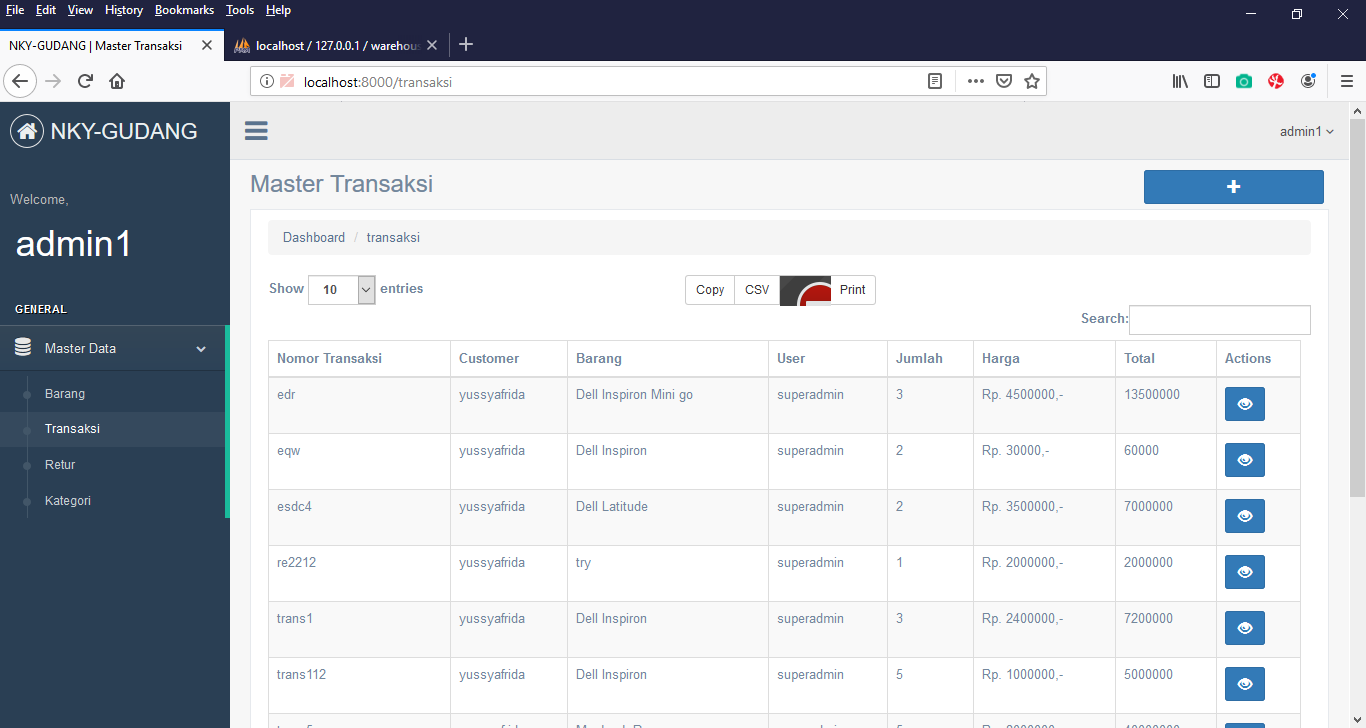 File Edit View History Bookmarks Tools Help
NKY-GUDANG | Master Transaksi
localhost / 127.0.0.1 / warehou
localhost:8000/transaksi
NKY-GUDANG
admin1
Welcome,
admin1
GENERAL
Master Data
Barang
Transaksi
Retur
Kategori
Master Transaksi
Dashboard / transaksi
Show 10 entries
Copy CSV Print
Search:
Nomor Transaksi Customer Barang User Jumlah Harga Total Actions
edr yussyafrida Dell Inspiron Mini go superadmin 3 Rp. 4500000,- 13500000
eqw yussyafrida Dell Inspiron superadmin 2 Rp. 30000,- 60000
esdc4 yussyafrida Dell Latitude superadmin 2 Rp. 3500000,- 7000000
re2212 yussyafrida try superadmin 1 Rp. 2000000,- 2000000
trans1 yussyafrida Dell Inspiron superadmin 3 Rp. 2400000,- 7200000
trans112 yussyafrida Dell Inspiron superadmin 5 Rp. 1000000,- 5000000